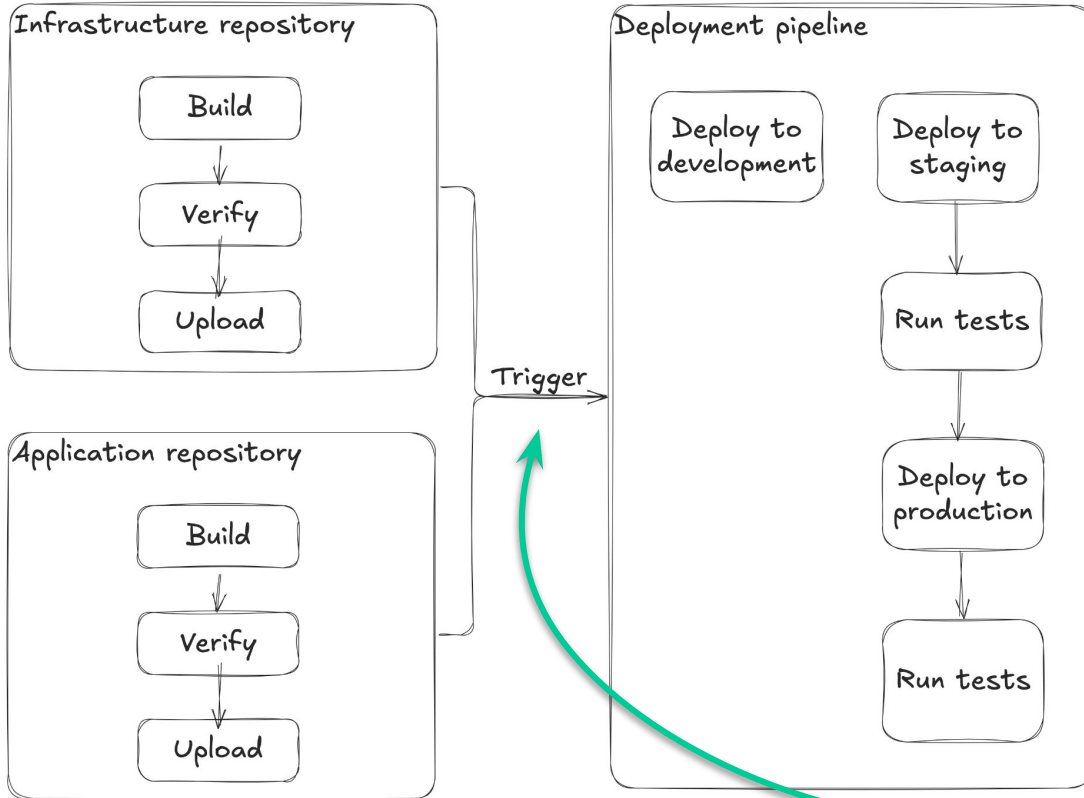 Infrastructure repository
Build
Verify
Upload
Application repository
Build
Verify
Upload
Trigger
Deployment pipeline
Deploy to
development
Deploy to
staging
Run tests
Deploy to
production
Run tests